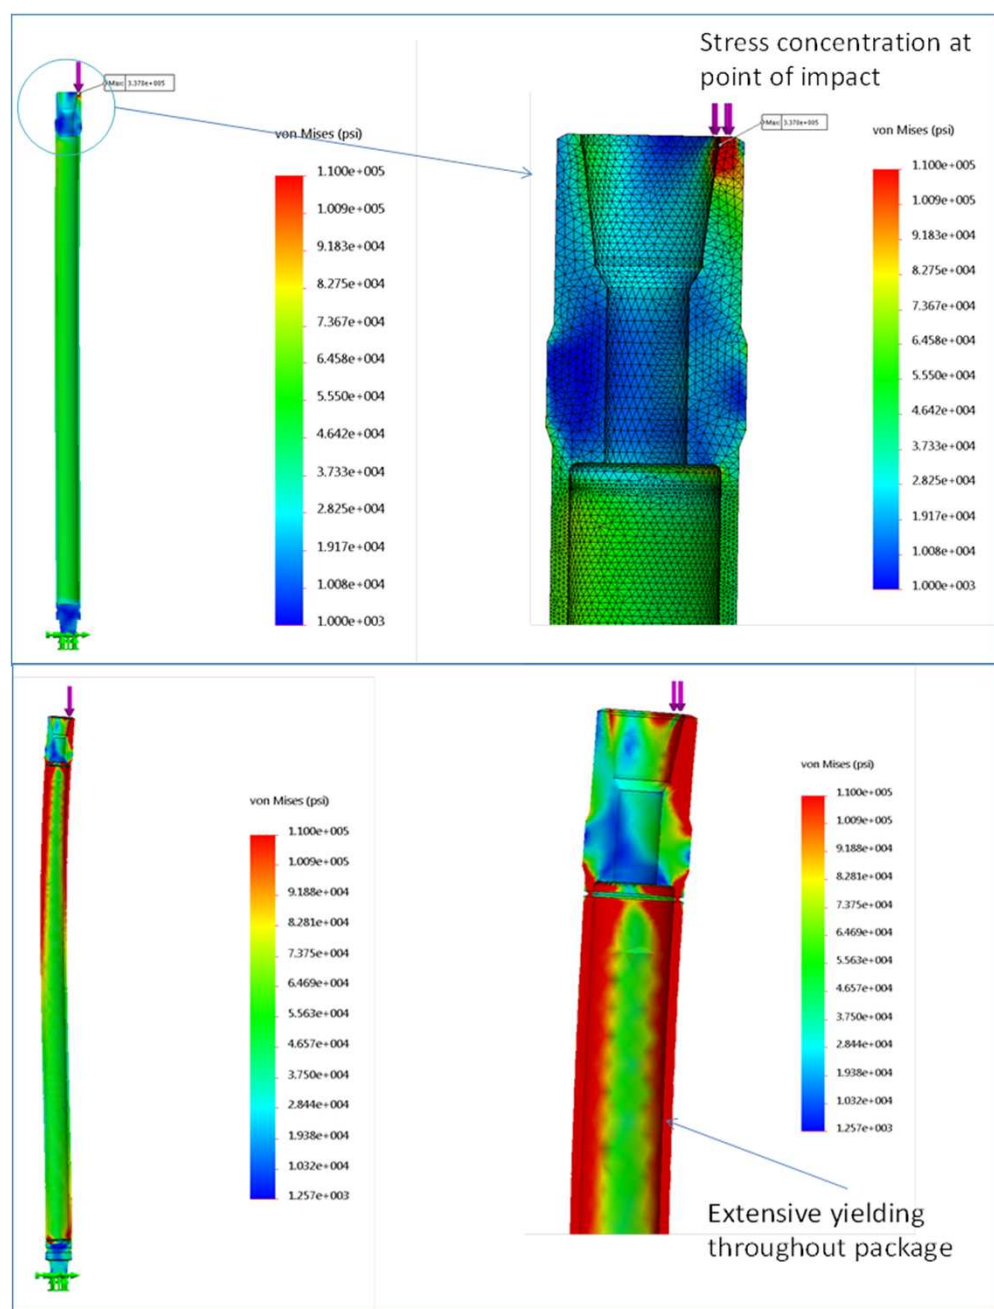 Max: 3.370e+005
von Mises (psi)
1.100e+005
1.009e+005
9.183e+004
8.275e+004
7.367e+004
6.458e+004
5.550e+004
4.642e+004
3.733e+004
2.825e+004
1.917e+004
1.008e+004
1.000e+003
Stress concentration at
point of impact
Max: 3.370e+005
von Mises (psi)
1.100e+005
1.009e+005
9.183e+004
8.275e+004
7.367e+004
6.458e+004
5.550e+004
4.642e+004
3.733e+004
2.825e+004
1.917e+004
1.008e+004
1.000e+003
von Mises (psi)
1.100e+005
1.009e+005
9.188e+004
8.281e+004
7.375e+004
6.469e+004
5.563e+004
4.657e+004
3.750e+004
2.844e+004
1.938e+004
1.032e+004
1.257e+003
von Mises (psi)
1.100e+005
1.009e+005
9.188e+004
8.281e+004
7.375e+004
6.469e+004
5.563e+004
4.657e+004
3.750e+004
2.844e+004
1.938e+004
1.032e+004
1.257e+003
Extensive yielding
throughout package